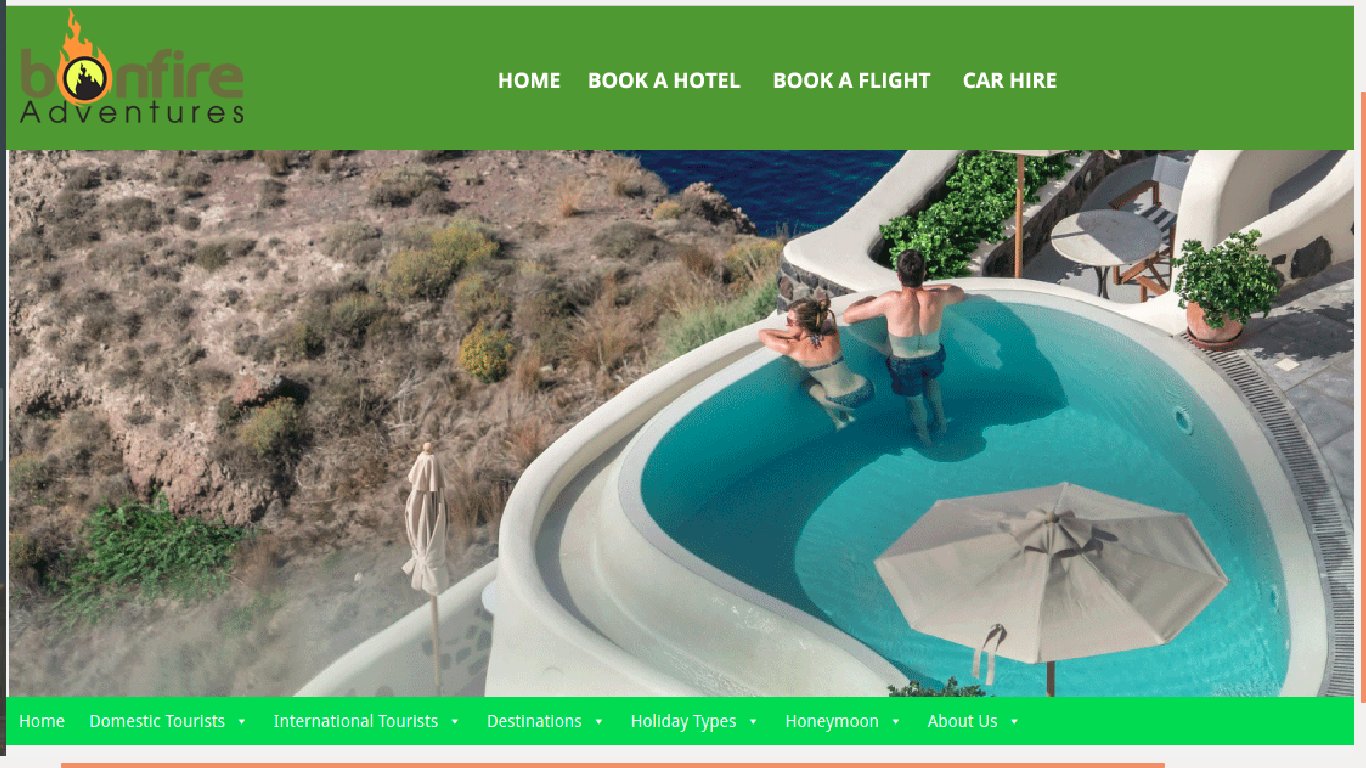 bonfire
Adventures
HOME BOOK A HOTEL BOOK A FLIGHT CAR HIRE
Home Domestic Tourists International Tourists Destinations Holiday Types Honeymoon About Us